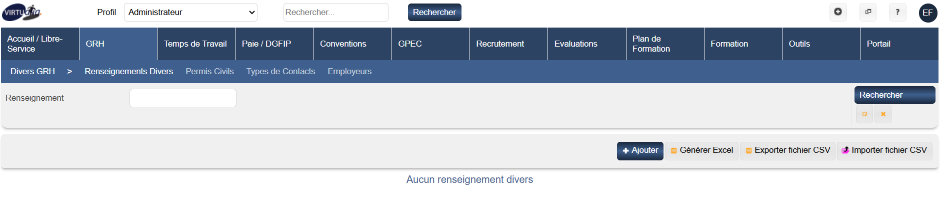 VIRTUALIA Profil Administrateur Rechercher... Rechercher ? EF
Accueil / Libre-Service GRH Temps de Travail Paie / DGFIP Conventions GPEC Recrutement Evaluations Plan de Formation Formation Outils Portail
Divers GRH > Renseignements Divers Permis Civils Types de Contacts Employeurs
Renseignement Rechercher
Ajouter Générer Excel Exporter fichier CSV Importer fichier CSV
Aucun renseignement divers